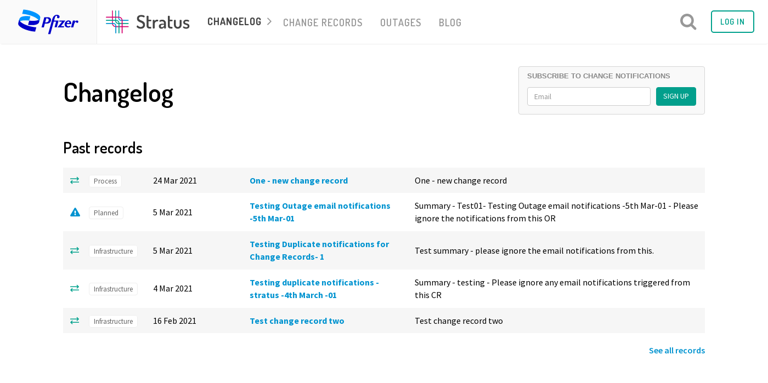 Pfizer
Stratus
CHANGELOG
CHANGE RECORDS
OUTAGES
BLOG
LOG IN
Changelog
SUBSCRIBE TO CHANGE NOTIFICATIONS
Email
SIGN UP
Past records
Process 24 Mar 2021 One - new change record One - new change record
Planned 5 Mar 2021 Testing Outage email notifications
-5th Mar-01
Summary - Test01- Testing Outage email notifications -5th Mar-01 - Please
ignore the notifications from this OR
Infrastructure 5 Mar 2021 Testing Duplicate notifications for
Change Records- 1
Test summary - please ignore the email notifications from this.
Infrastructure 4 Mar 2021 Testing duplicate notifications -
stratus -4th March -01
Summary - testing - Please ignore any email notifications triggered from
this CR
Infrastructure 16 Feb 2021 Test change record two Test change record two
See all records